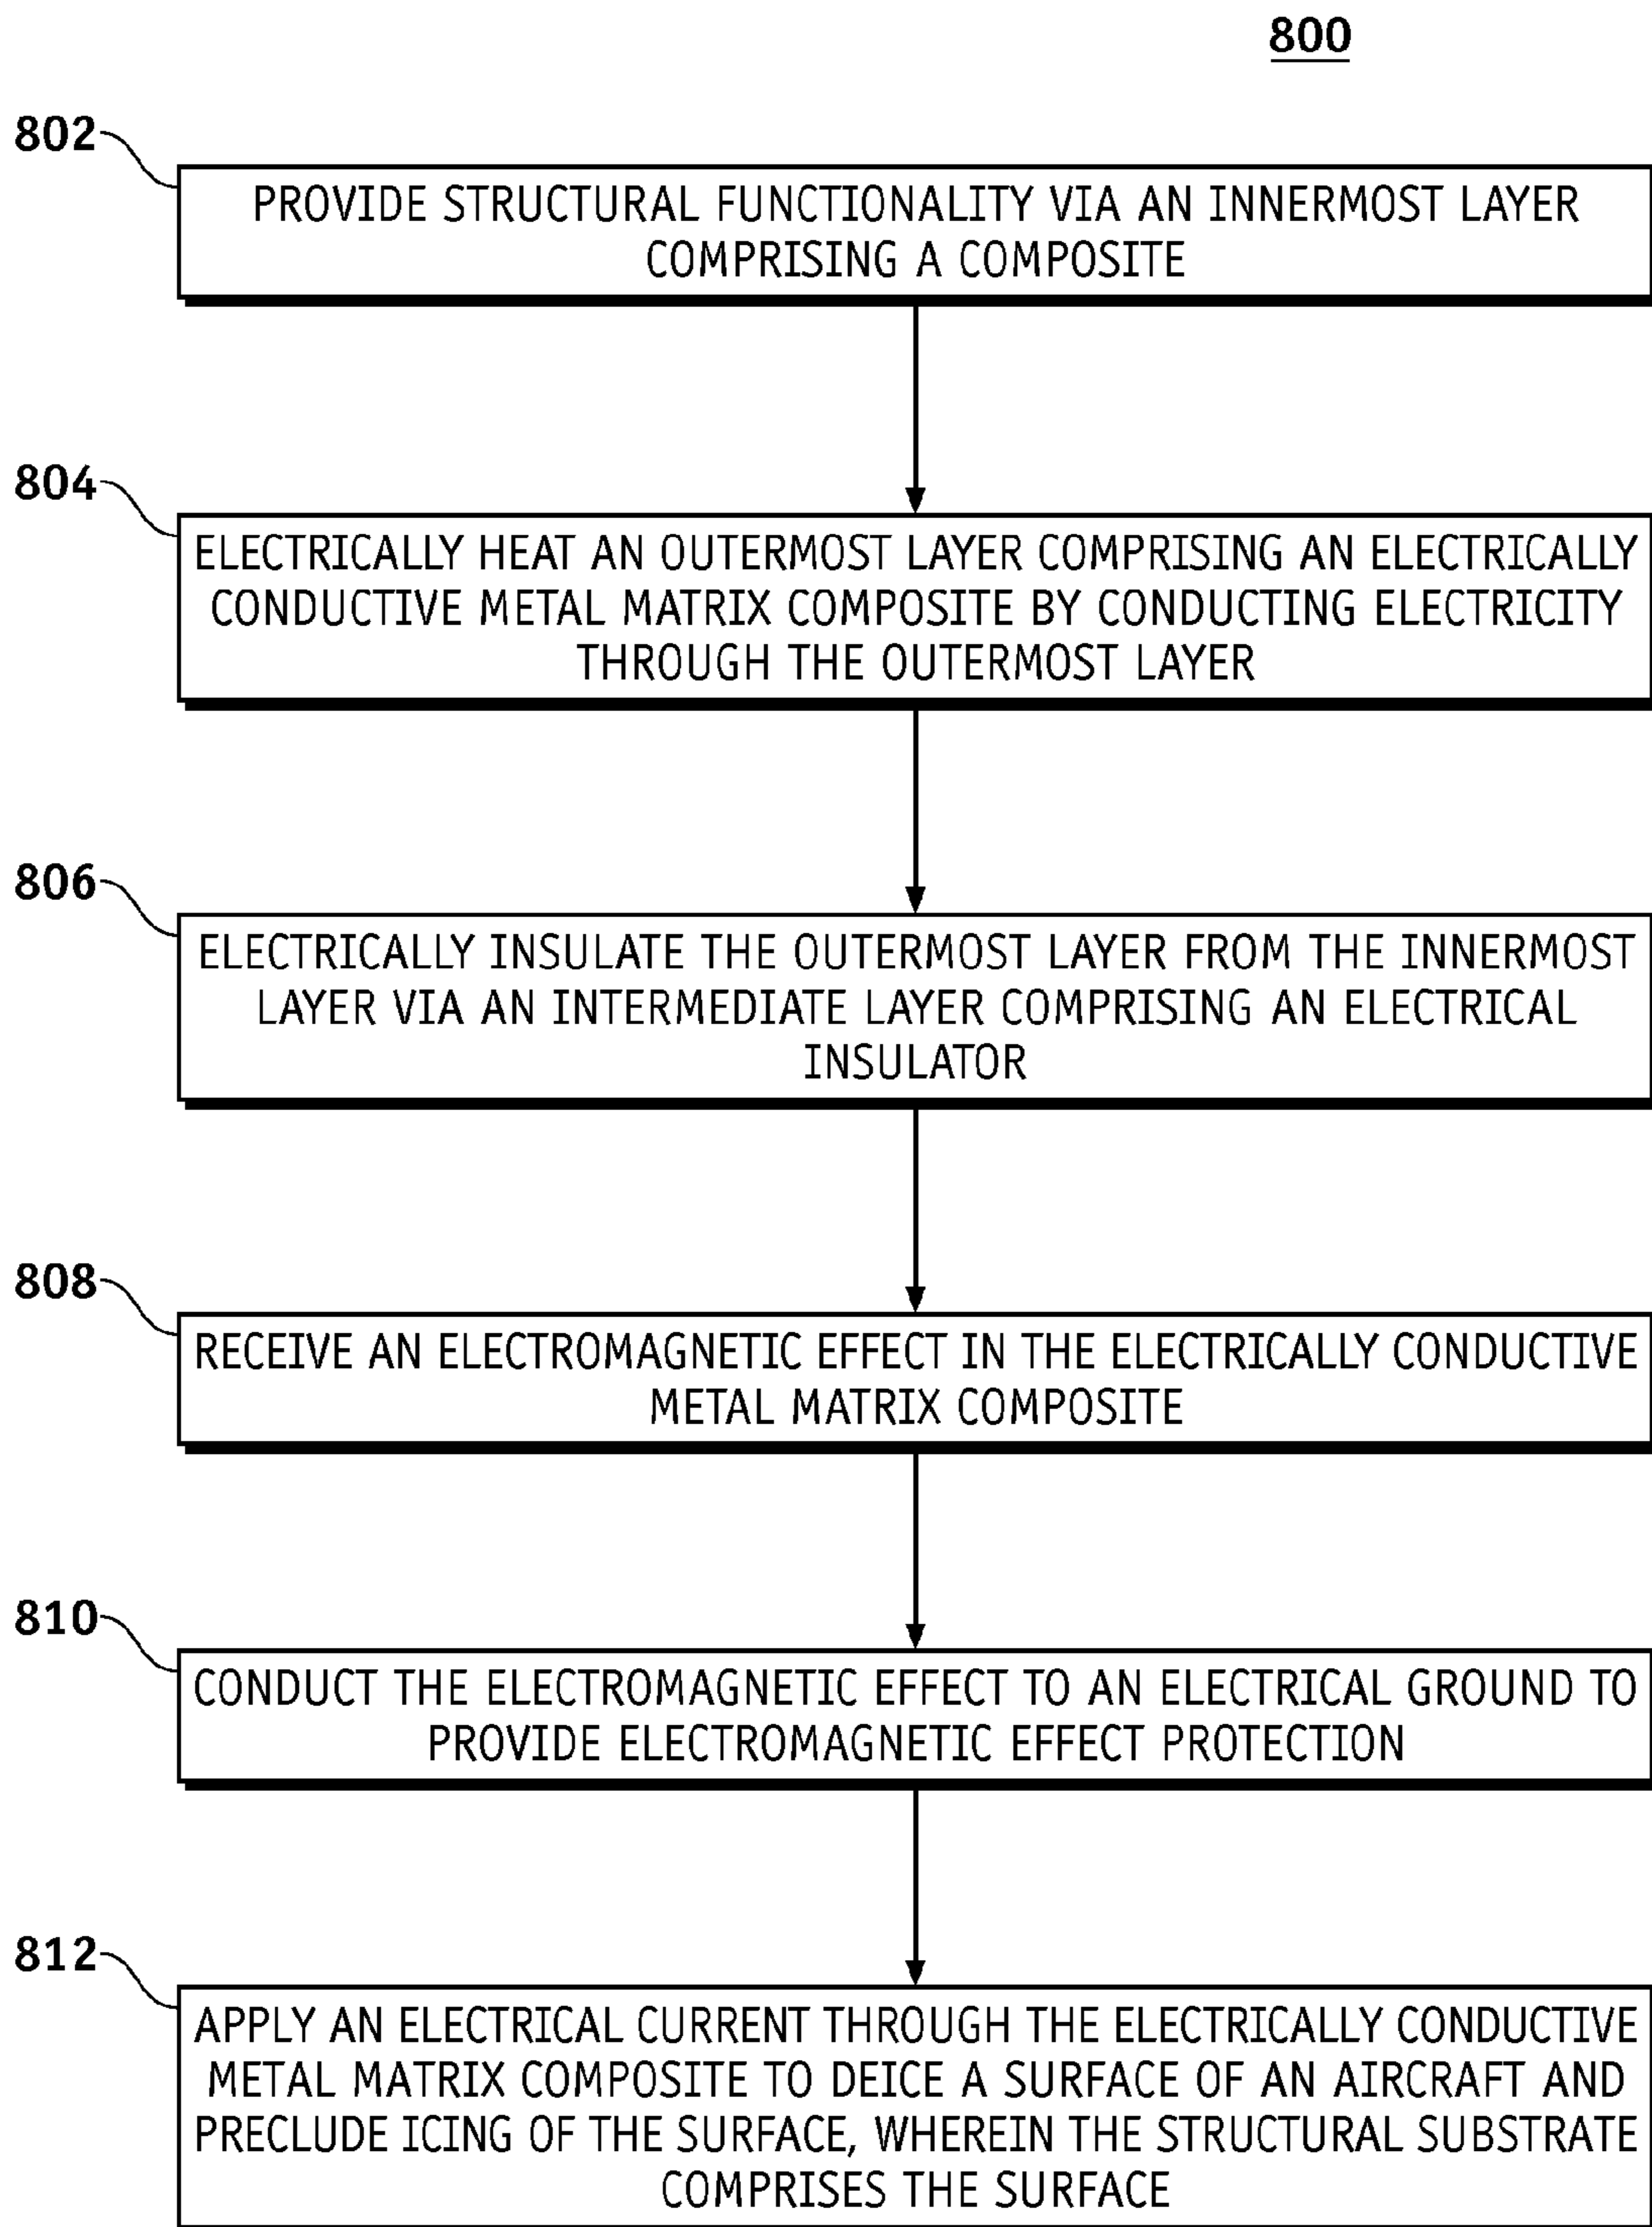 800
802
PROVIDE STRUCTURAL FUNCTIONALITY VIA AN INNERMOST LAYER
COMPRISING A COMPOSITE
804
ELECTRICALLY HEAT AN OUTERMOST LAYER COMPRISING AN ELECTRICALLY
CONDUCTIVE METAL MATRIX COMPOSITE BY CONDUCTING ELECTRICITY
THROUGH THE OUTERMOST LAYER
806
ELECTRICALLY INSULATE THE OUTERMOST LAYER FROM THE INNERMOST
LAYER VIA AN INTERMEDIATE LAYER COMPRISING AN ELECTRICAL
INSULATOR
808
RECEIVE AN ELECTROMAGNETIC EFFECT IN THE ELECTRICALLY CONDUCTIVE
METAL MATRIX COMPOSITE
810
CONDUCT THE ELECTROMAGNETIC EFFECT TO AN ELECTRICAL GROUND TO
PROVIDE ELECTROMAGNETIC EFFECT PROTECTION
812
APPLY AN ELECTRICAL CURRENT THROUGH THE ELECTRICALLY CONDUCTIVE
METAL MATRIX COMPOSITE TO DEICE A SURFACE OF AN AIRCRAFT AND
PRECLUDE ICING OF THE SURFACE, WHEREIN THE STRUCTURAL SUBSTRATE
COMPRISES THE SURFACE